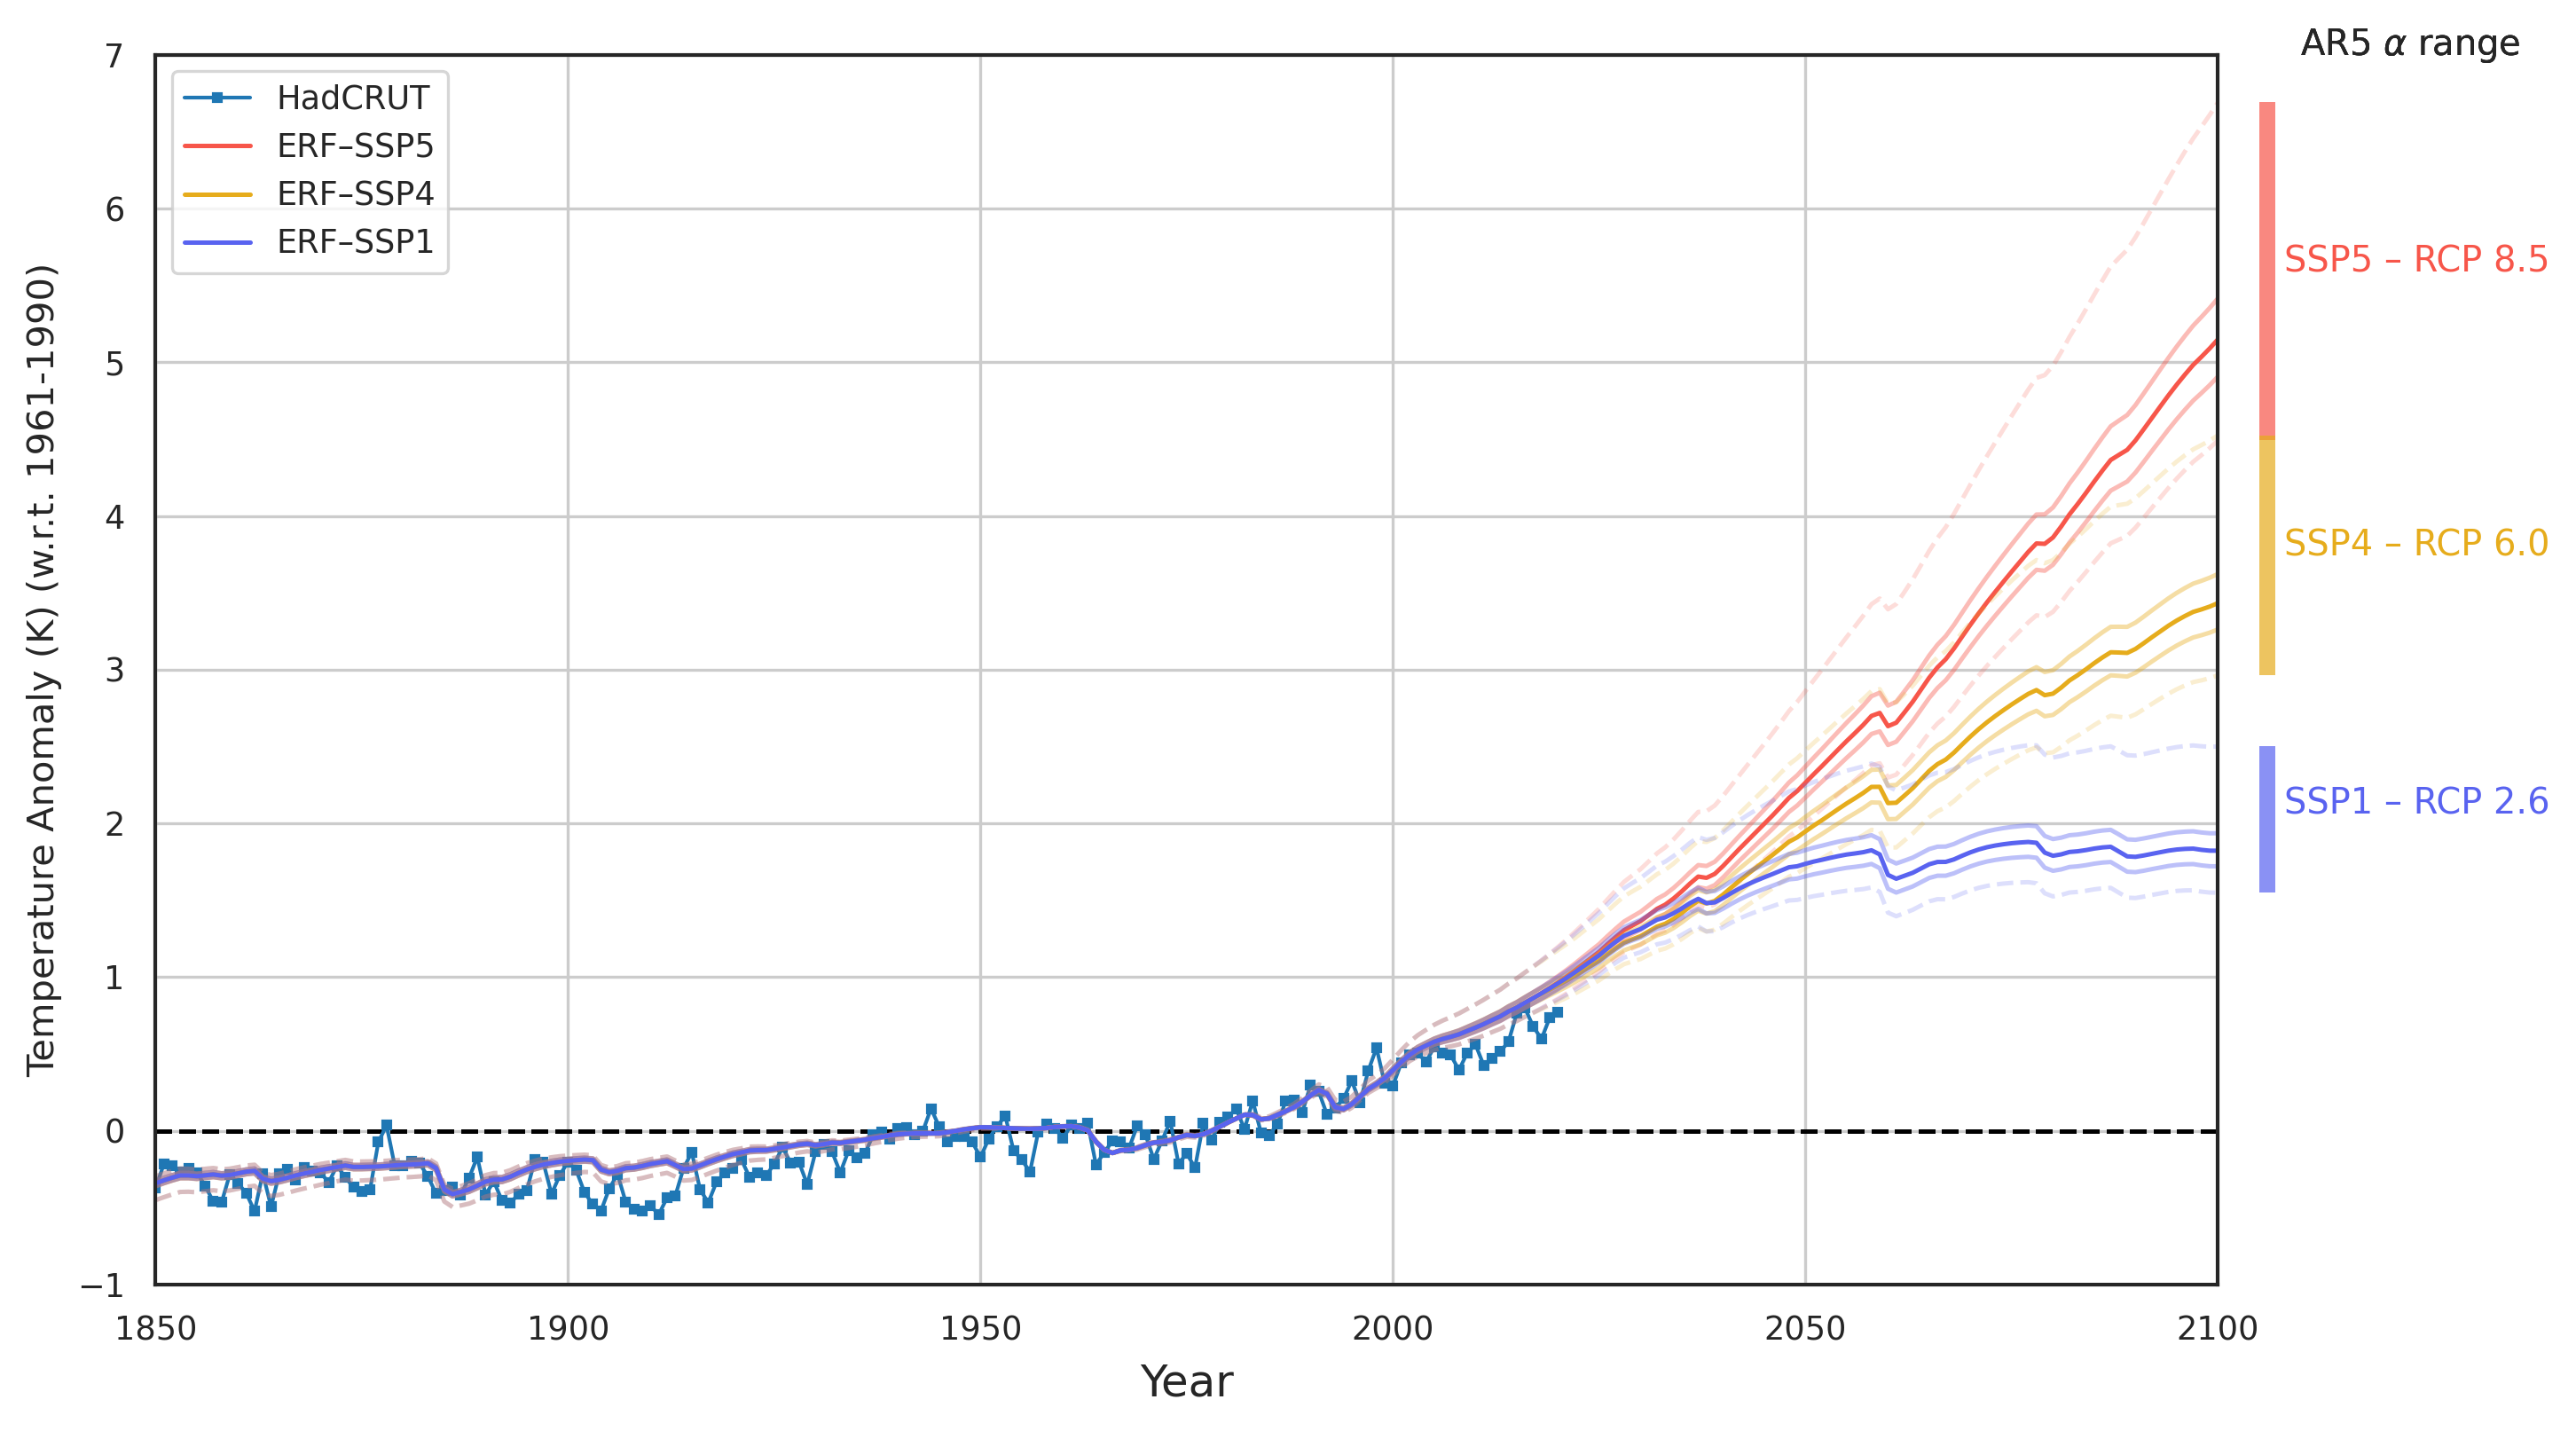 AR5 α range
7
6
5
4
3
2
1
0
−1
Temperature Anomaly (K) (w.r.t. 1961-1990)
HadCRUT
ERF–SSP5
ERF–SSP4
ERF–SSP1
SSP5 – RCP 8.5
SSP4 – RCP 6.0
SSP1 – RCP 2.6
1850 1900 1950 2000 2050 2100
Year